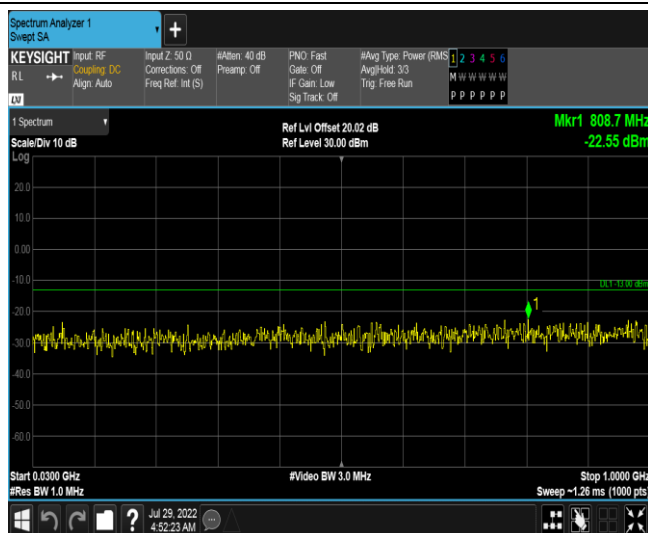 Spectrum Analyzer 1
Swept SA
+
KEYSIGHT
RL
Input: RF
Coupling: DC
Align: Auto
Input Z: 50 Ω
Corrections: Off
Freq Ref: Int (S)
#Atten: 40 dB
Preamp: Off
PNO: Fast
Gate: Off
IF Gain: Low
Sig Track: Off
#Avg Type: Power (RMS
Avg|Hold: 3/3
Trig: Free Run
1 2 3 4 5 6
M W W W W W
P P P P P P
LXI
1 Spectrum
Scale/Div 10 dB
Log
Ref Lvl Offset 20.02 dB
Ref Level 30.00 dBm
Mkr1 808.7 MHz
-22.55 dBm
20.0
10.0
0.00
-10.0
-20.0
-30.0
-40.0
-50.0
-60.0
DL1 -13.00 dBm
1
Start 0.0300 GHz
#Res BW 1.0 MHz
#Video BW 3.0 MHz
Stop 1.0000 GHz
Sweep ~1.26 ms (1000 pts)
?
Jul 29, 2022
4:52:23 AM